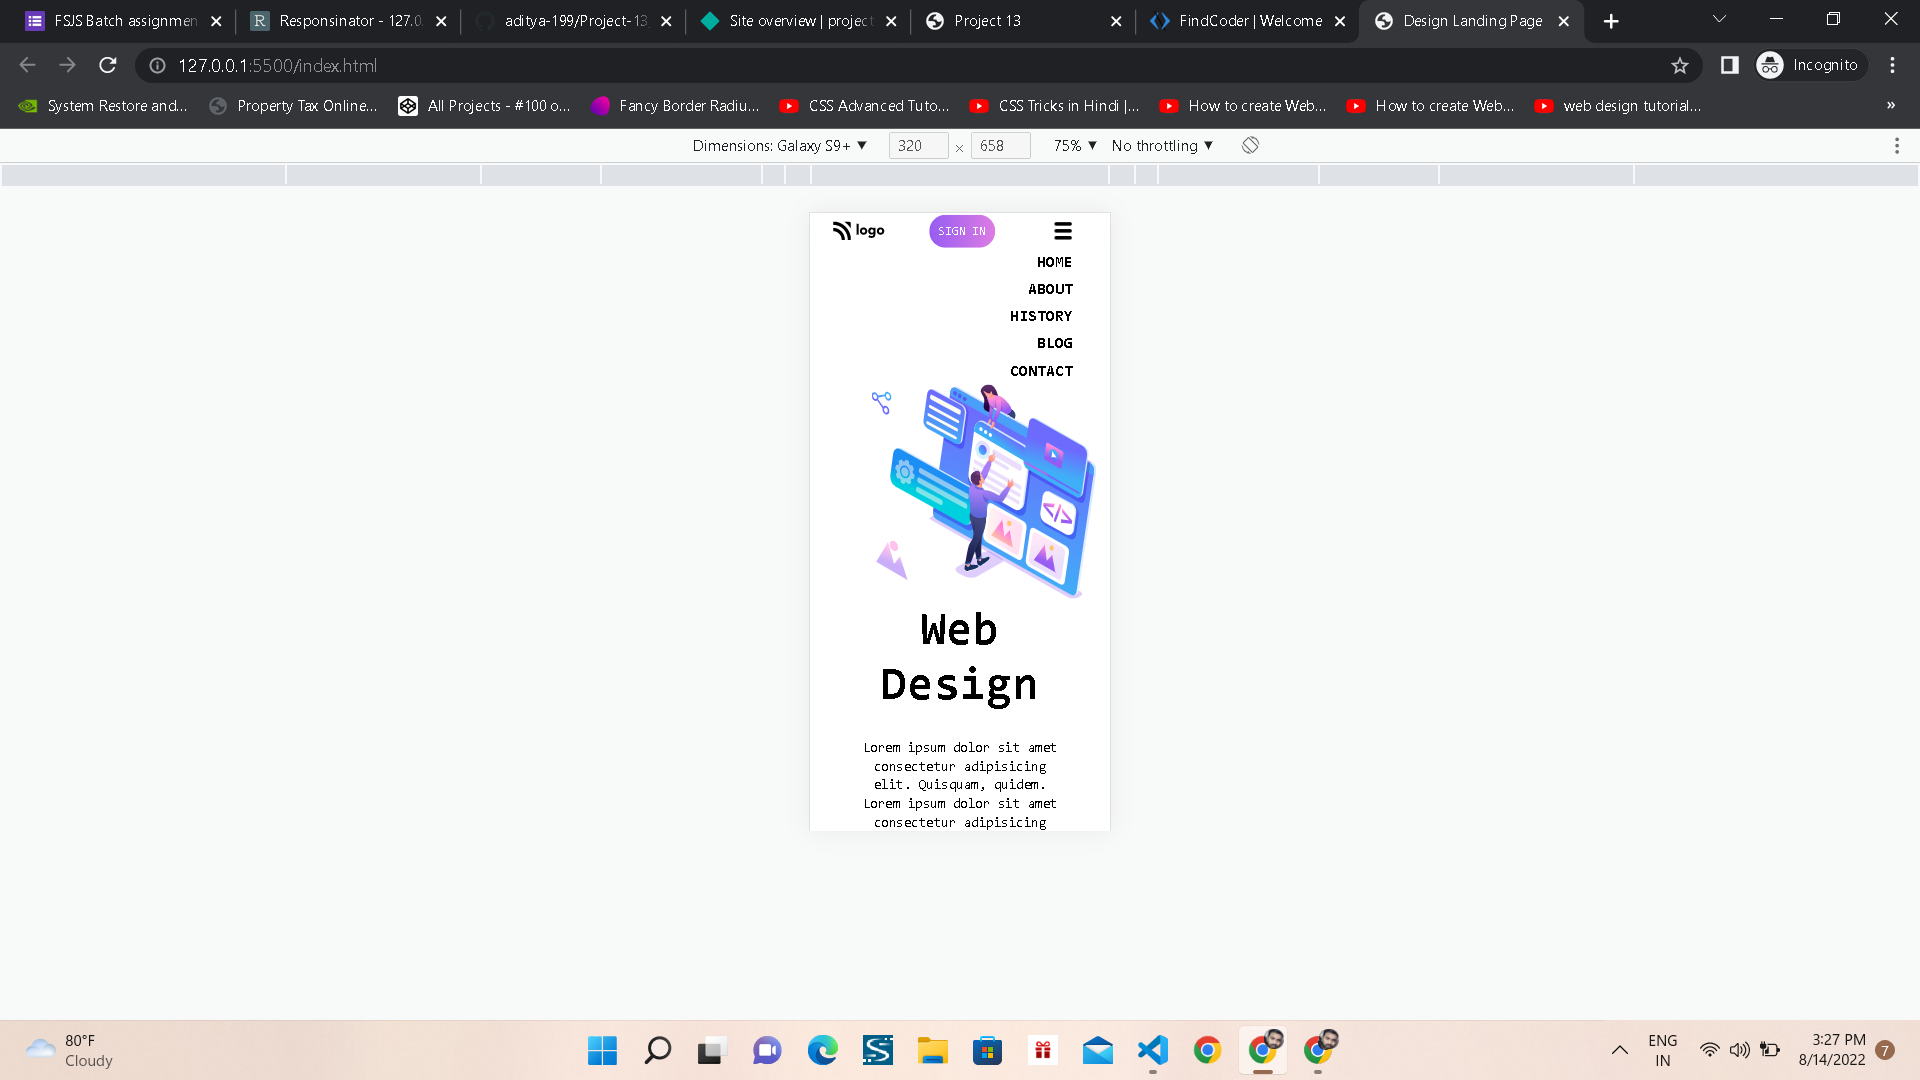 FSJS Batch assignmen
Responsinator - 127.0.
aditya-199/Project-13
Site overview | project
Project 13
FindCoder | Welcome
Design Landing Page
127.0.0.1:5500/index.html
Incognito
System Restore and...
Property Tax Online...
All Projects - #100 o...
Fancy Border Radiu...
CSS Advanced Tuto...
CSS Tricks in Hindi |...
How to create Web...
How to create Web...
web design tutorial...
»
Dimensions: Galaxy S9+ ▼ 320 × 658 75% ▼ No throttling ▼
logo
SIGN IN
HOME
ABOUT
HISTORY
BLOG
CONTACT
</>
Web
Design
Lorem ipsum dolor sit amet
consectetur adipisicing
elit. Quisquam, quidem.
Lorem ipsum dolor sit amet
consectetur adipisicing
80°F
Cloudy
ENG
IN
3:27 PM
8/14/2022
7